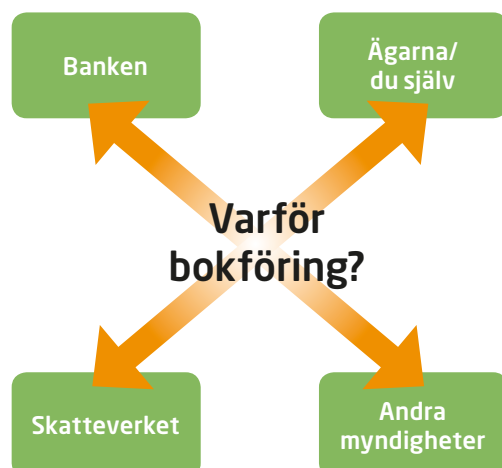 Banken
Ägarna/
du själv
Varför
bokföring?
Skatteverket
Andra
myndigheter